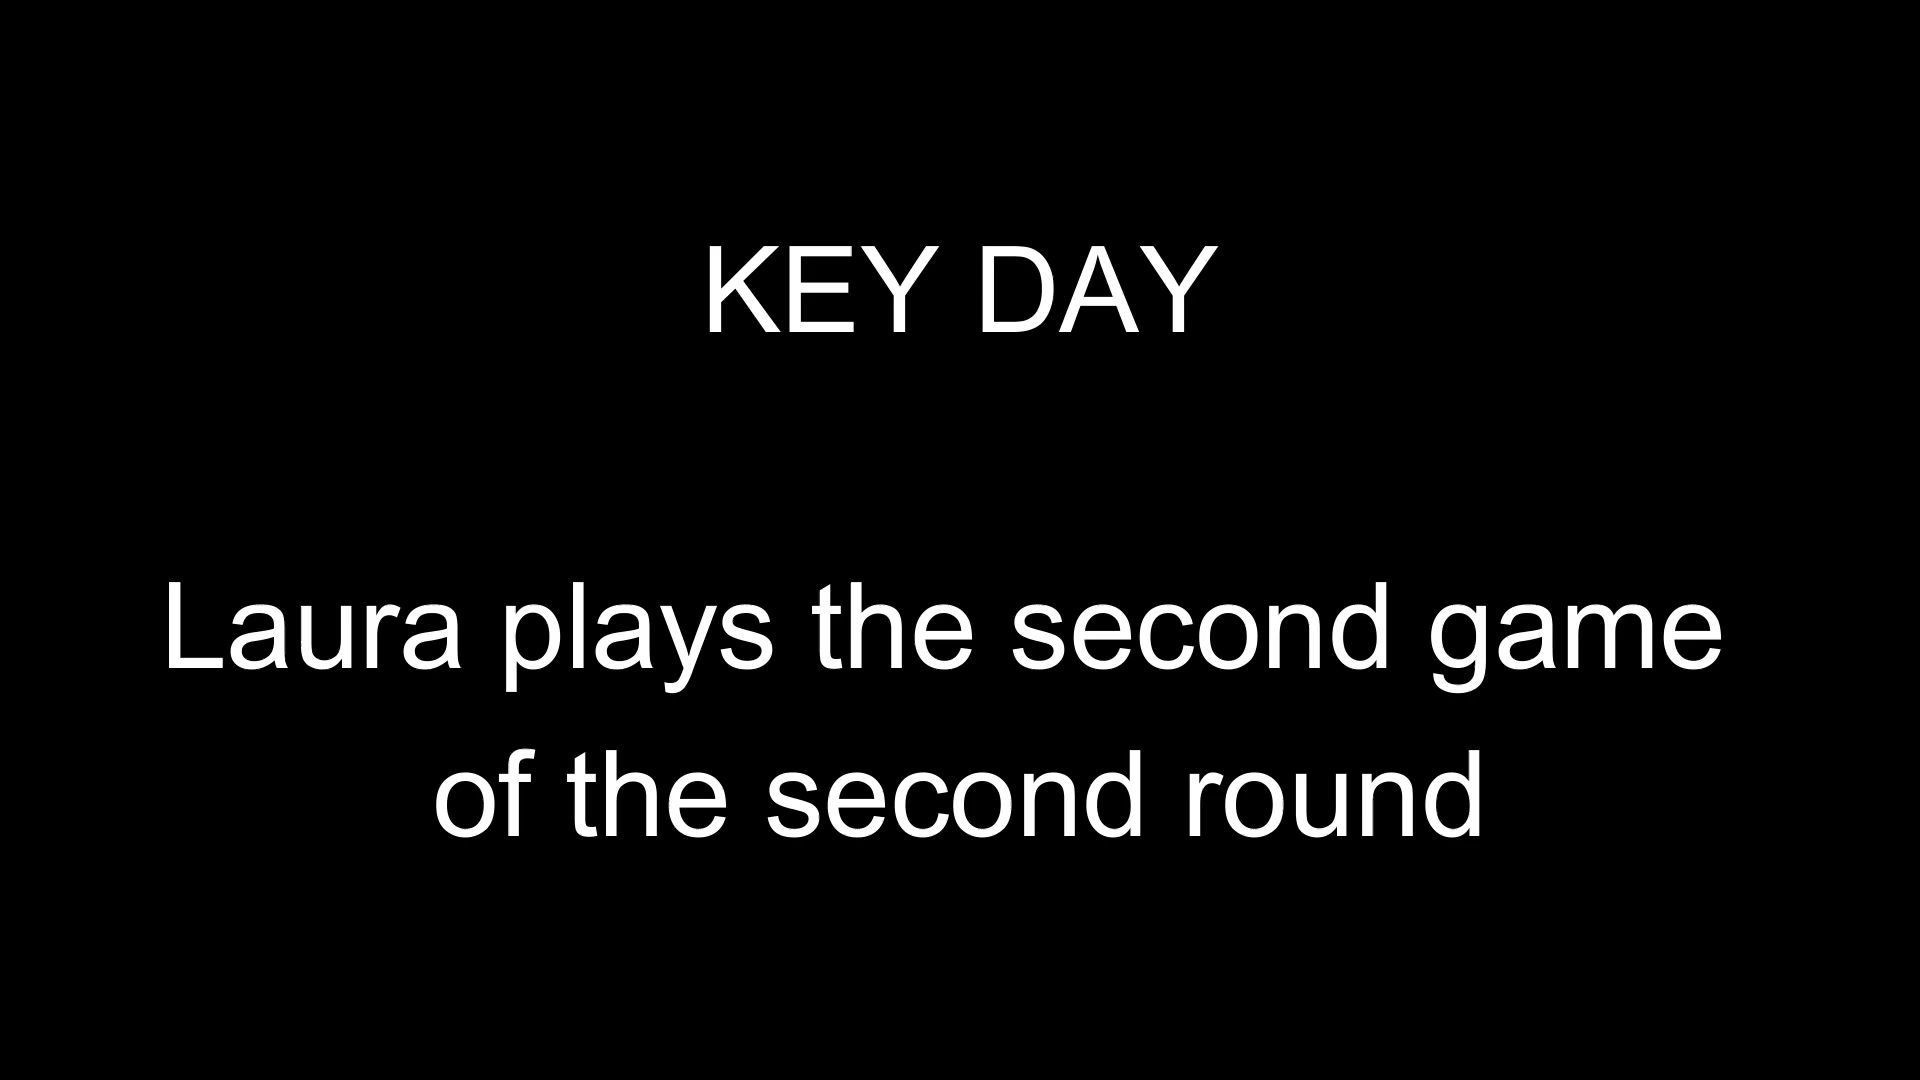 KEY DAY
Laura plays the second game
of the second round